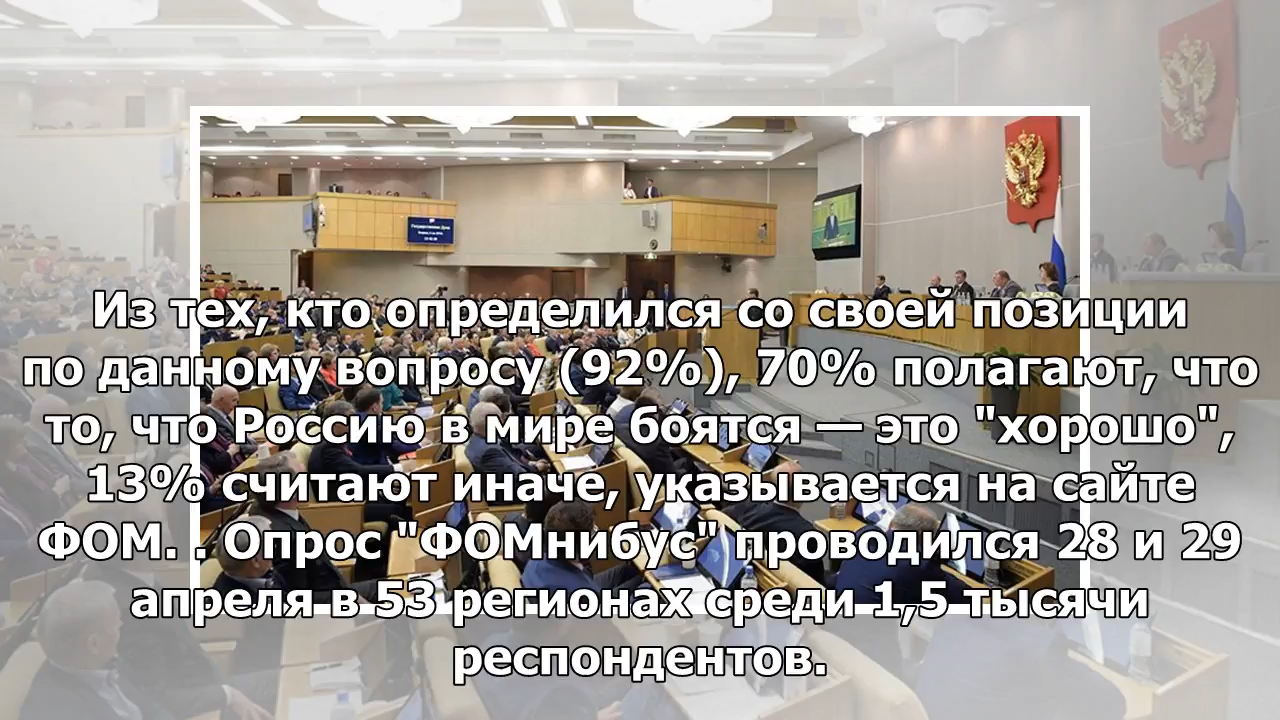 Государственная Дума
Из тех, кто определился со своей позиции
по данному вопросу (92%), 70% полагают, что
то, что Россию в мире боятся — это "хорошо",
13% считают иначе, указывается на сайте
ФОМ. . Опрос "ФОМнибус" проводился 28 и 29
апреля в 53 регионах среди 1,5 тысячи
респондентов.